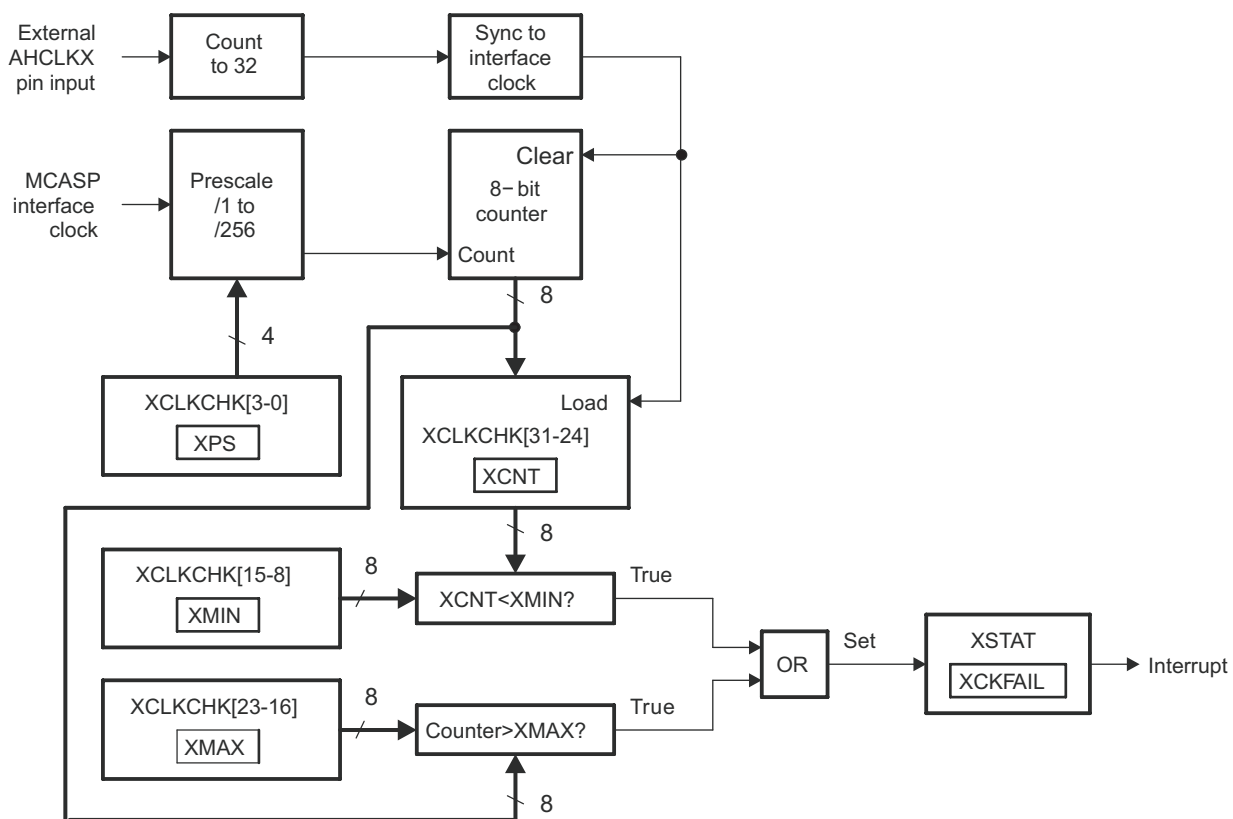 External
AHCLKX
pin input
Count
to 32
Sync to
interface
clock
MCASP
interface
clock
Prescale
/1 to
/256
Clear
8− bit
counter
Count
8
4
XCLKCHK[3-0]
XPS
Load
XCLKCHK[31-24]
XCNT
8
XCLKCHK[15-8]
XMIN
8
XCNT<XMIN?
True
OR
Set
XSTAT
XCKFAIL
Interrupt
XCLKCHK[23-16]
XMAX
8
Counter>XMAX?
True
8